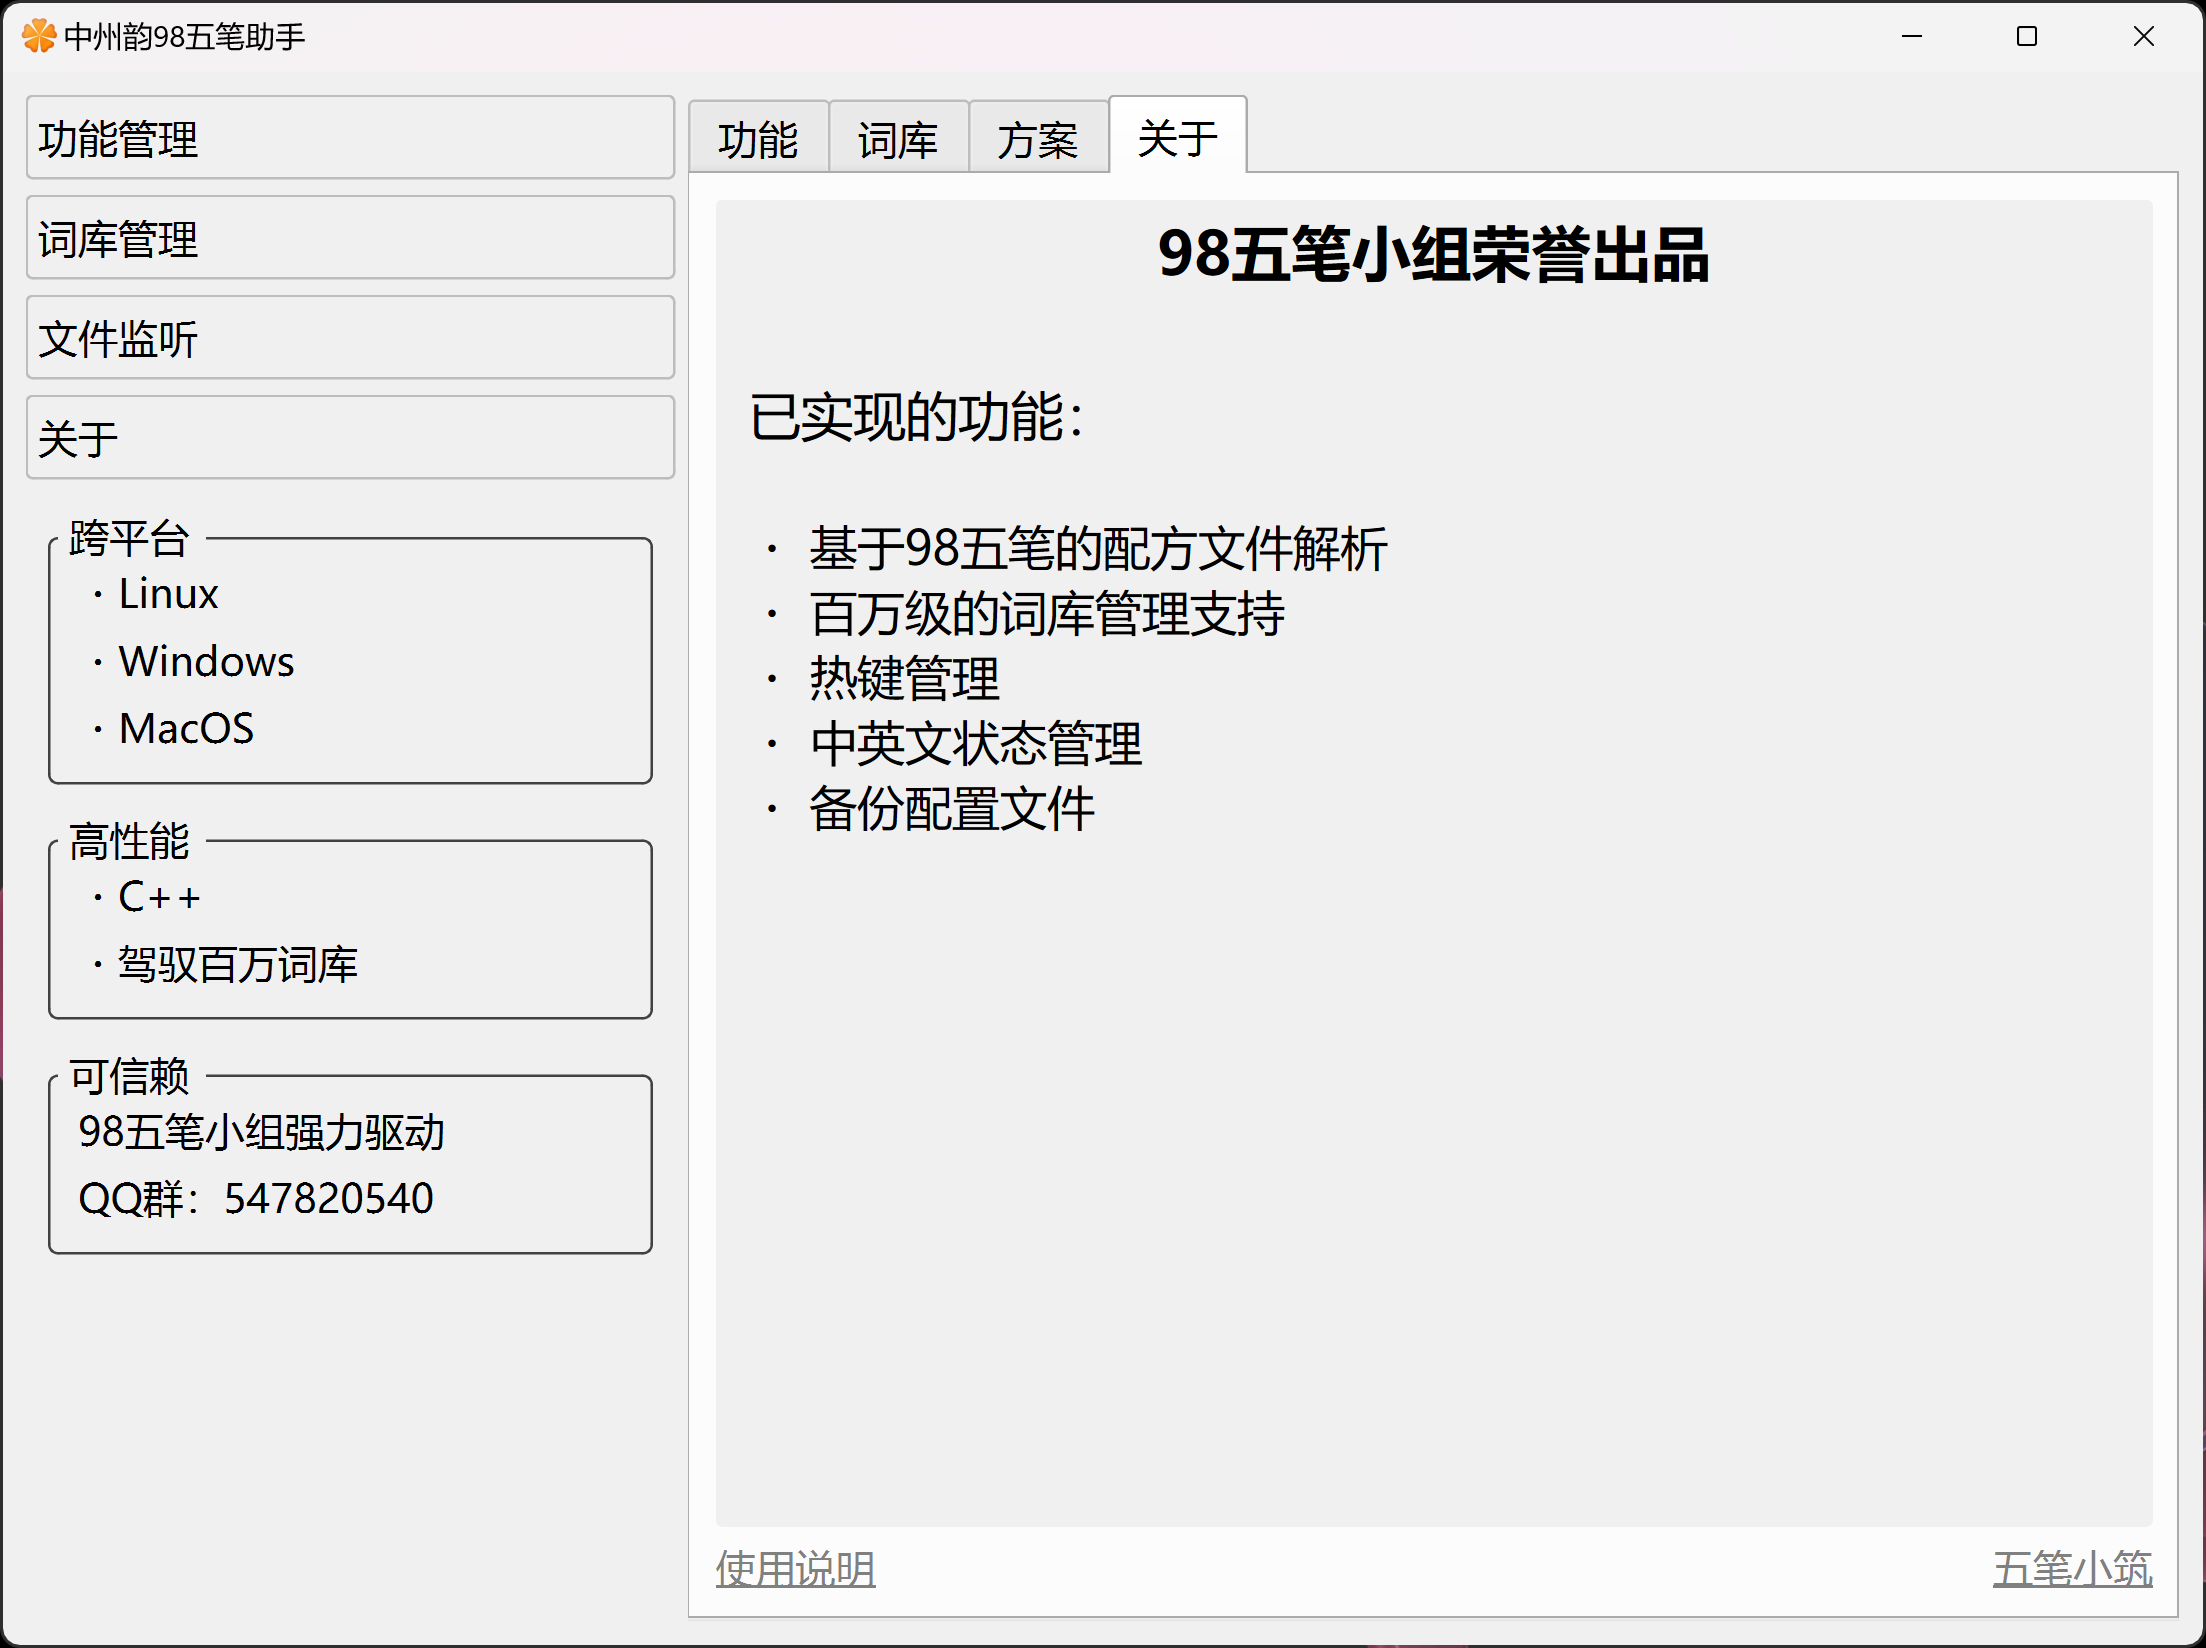 中州韵98五笔助手
功能管理
词库管理
文件监听
关于
跨平台
· Linux
· Windows
· MacOS
高性能
· C++
· 驾驭百万词库
可信赖
98五笔小组强力驱动
QQ群：547820540
功能 词库 方案 关于
98五笔小组荣誉出品
已实现的功能：
· 基于98五笔的配方文件解析
· 百万级的词库管理支持
· 热键管理
· 中英文状态管理
· 备份配置文件
使用说明 五笔小筑